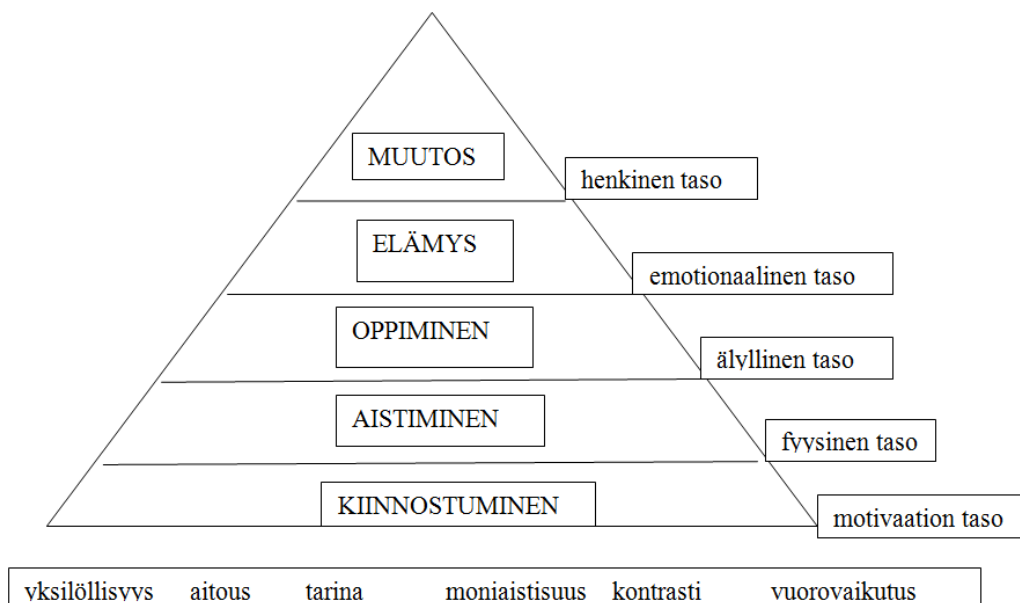 MUUTOS
henkinen taso
ELÄMYS
emotionaalinen taso
OPPIMINEN
älyllinen taso
AISTIMINEN
fyysinen taso
KIINNOSTUMINEN
motivaation taso
yksilöllisyys aitous tarina moniaistisuus kontrasti vuorovaikutus